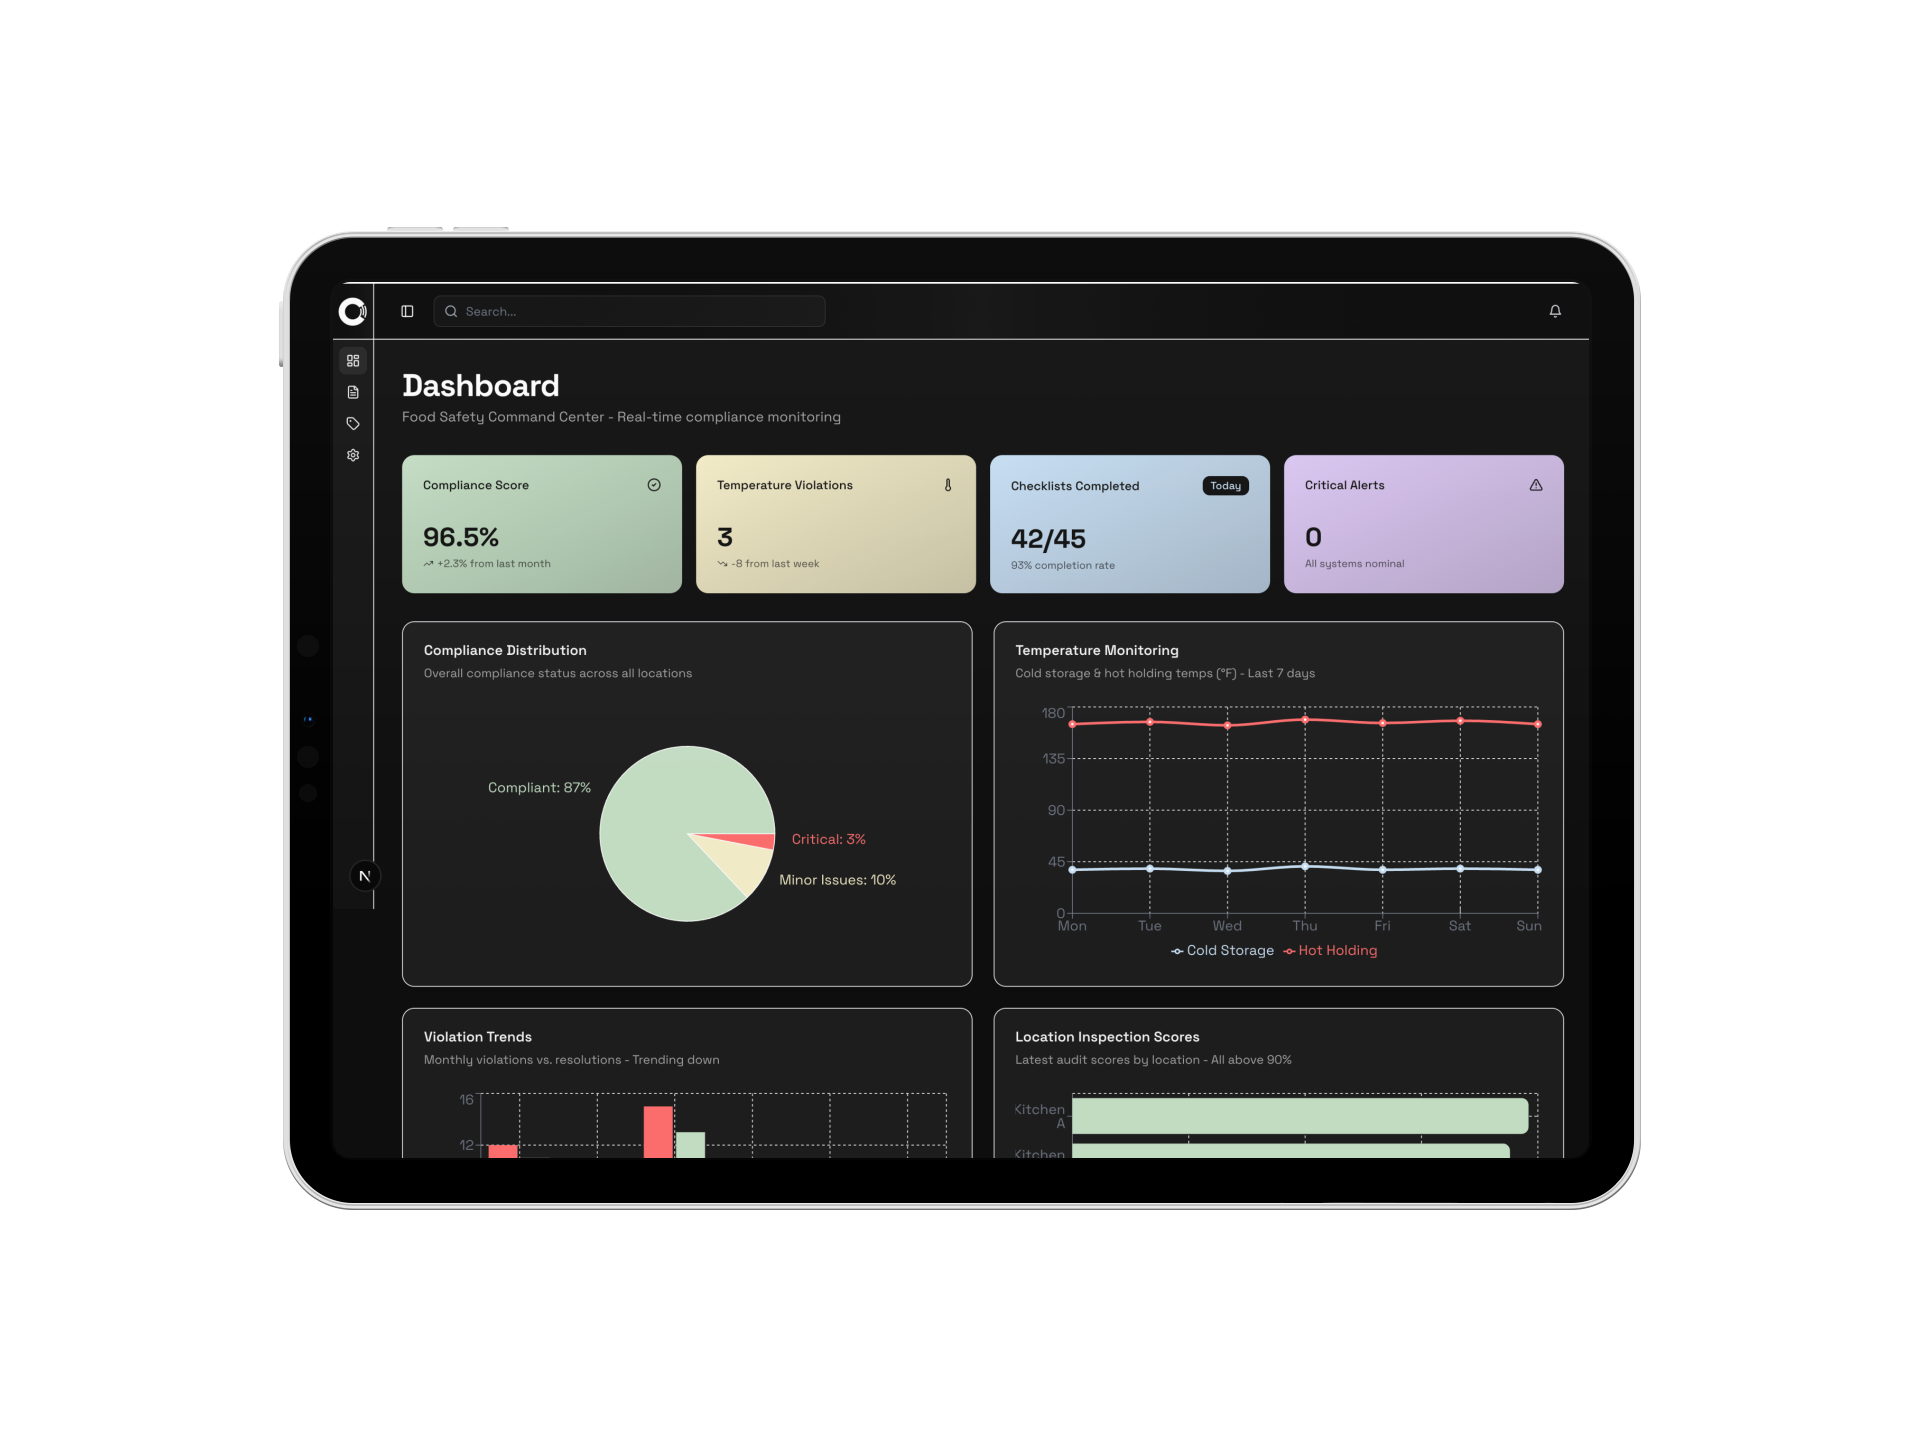 Search...
Dashboard
Food Safety Command Center - Real-time compliance monitoring
Compliance Score
96.5%
+2.3% from last month
Temperature Violations
3
-8 from last week
Checklists Completed
Today
42/45
93% completion rate
Critical Alerts
0
All systems nominal
Compliance Distribution
Overall compliance status across all locations
Compliant: 87%
Critical: 3%
Minor Issues: 10%
N
Temperature Monitoring
Cold storage & hot holding temps (°F) - Last 7 days
180
135
90
45
0
Mon Tue Wed Thu Fri Sat Sun
Cold Storage Hot Holding
Violation Trends
Monthly violations vs. resolutions - Trending down
16
12
Location Inspection Scores
Latest audit scores by location - All above 90%
Kitchen
A
Kitchen